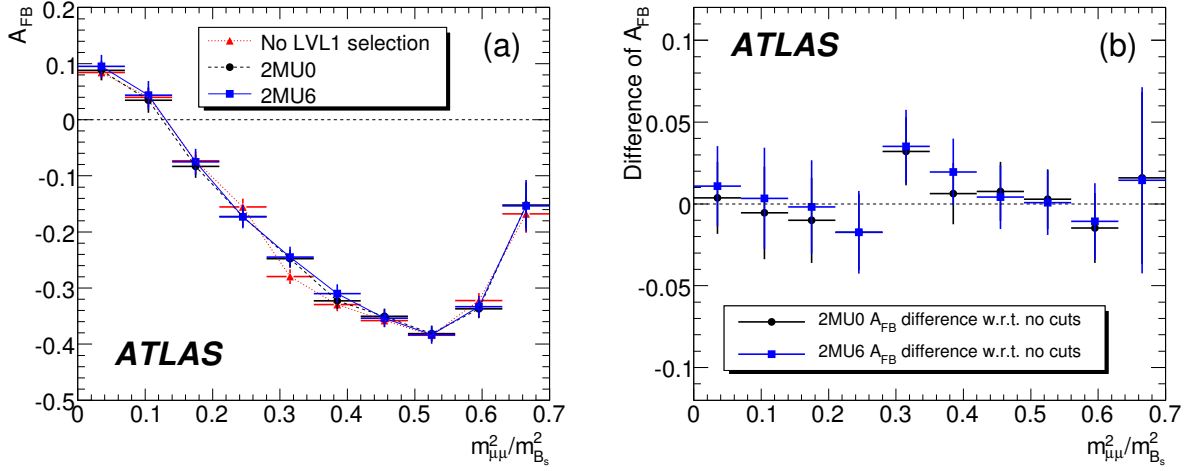 A_FB
0.2
0.1
0
-0.1
-0.2
-0.3
-0.4
-0.5
No LVL1 selection
2MU0
2MU6
(a)
ATLAS
0 0.1 0.2 0.3 0.4 0.5 0.6 0.7
m²_μμ/m²_Bs
Difference of A_FB
0.1
0.05
0
-0.05
-0.1
ATLAS
(b)
2MU0 A_FB difference w.r.t. no cuts
2MU6 A_FB difference w.r.t. no cuts
0 0.1 0.2 0.3 0.4 0.5 0.6 0.7
m²_μμ/m²_Bs